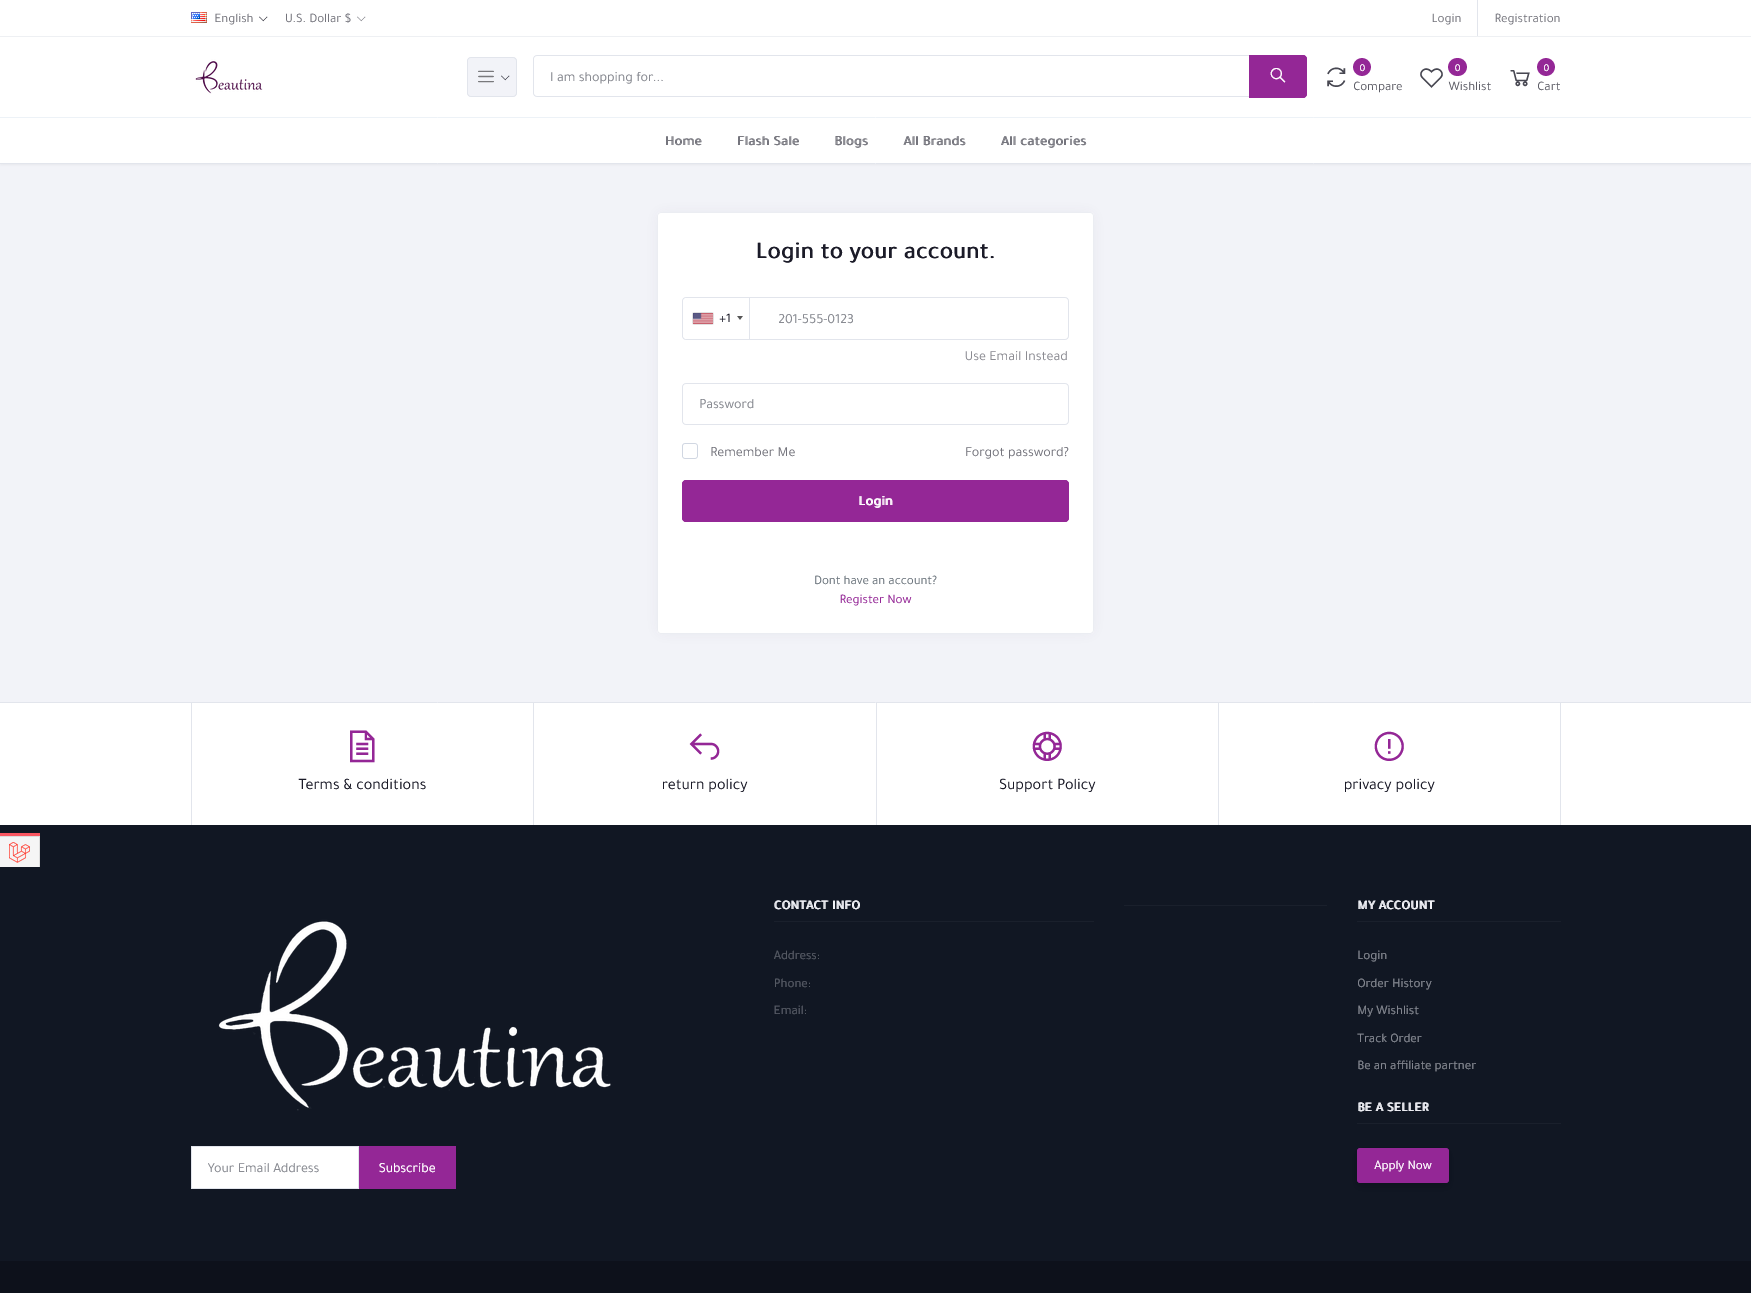 English
U.S. Dollar $
Login
Registration
Beautina
I am shopping for...
0
Compare
0
Wishlist
0
Cart
Home
Flash Sale
Blogs
All Brands
All categories
Login to your account.
+1
201-555-0123
Use Email Instead
Password
Remember Me
Forgot password?
Login
Dont have an account?
Register Now
Terms & conditions
return policy
Support Policy
privacy policy
Beautina
Your Email Address
Subscribe
CONTACT INFO
Address:
Phone:
Email:
MY ACCOUNT
Login
Order History
My Wishlist
Track Order
Be an affiliate partner
BE A SELLER
Apply Now